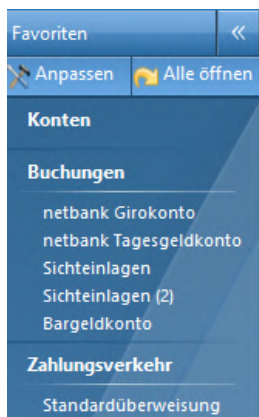 Favoriten «
Anpassen Alle öffnen
Konten
Buchungen
netbank Girokonto
netbank Tagesgeldkonto
Sichteinlagen
Sichteinlagen (2)
Bargeldkonto
Zahlungsverkehr
Standardüberweisung